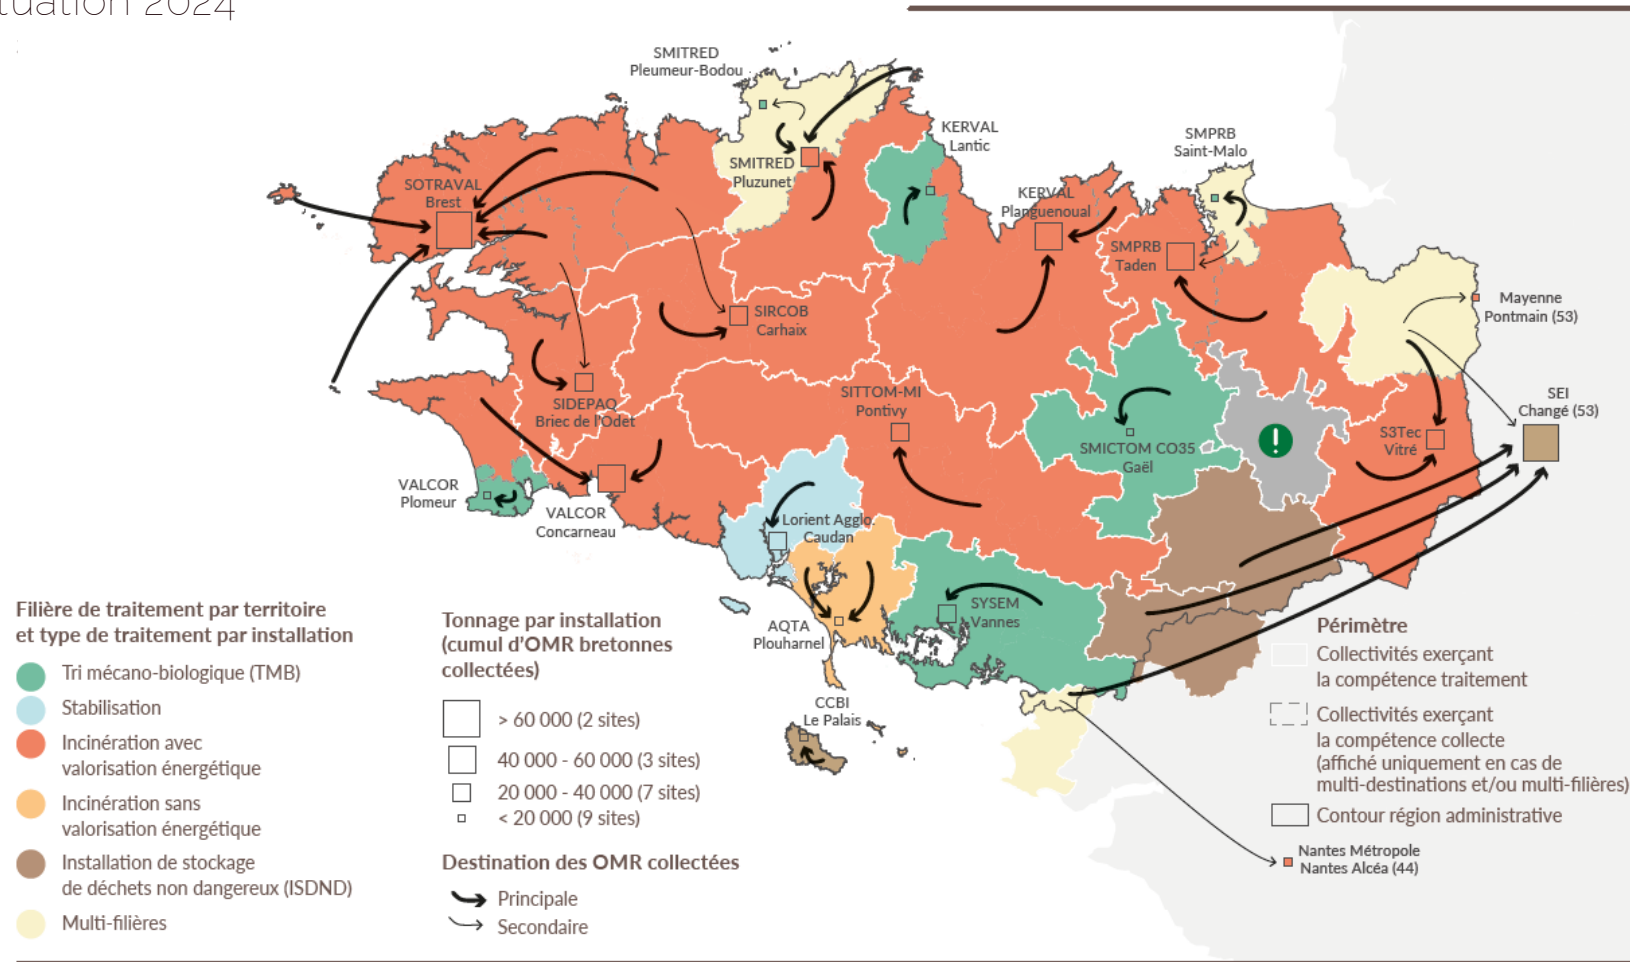 tuation 2024
SMITRED
Pleumeur-Bodou
SMITRED
Pluzunet
KERVAL
Lantic
SMPRB
Saint-Malo
SOTRAVAL
Brest
KERVAL
Planguenoual
SMPRB
Taden
Mayenne
Pontmain (53)
SIRCOB
Carhaix
SIDEPAQ
Briec de l'Odet
SITTOM-MI
Pontivy
SMICTOM CO35
Gaël
!
S3Tec
Vitré
SEI
Changé (53)
VALCOR
Plomeur
VALCOR
Concarneau
Lorient Agglo.
Caudan
AQTA
Plouharnel
SYSEM
Vannes
CCBI
Le Palais
Nantes Métropole
Nantes Alcéa (44)
Filière de traitement par territoire
et type de traitement par installation
Tri mécano-biologique (TMB)
Stabilisation
Incinération avec
valorisation énergétique
Incinération sans
valorisation énergétique
Installation de stockage
de déchets non dangereux (ISDND)
Multi-filières
Tonnage par installation
(cumul d'OMR bretonnes
collectées)
> 60 000 (2 sites)
40 000 - 60 000 (3 sites)
20 000 - 40 000 (7 sites)
< 20 000 (9 sites)
Destination des OMR collectées
Principale
Secondaire
Périmètre
Collectivités exerçant
la compétence traitement
Collectivités exerçant
la compétence collecte
(affiché uniquement en cas de
multi-destinations et/ou multi-filières)
Contour région administrative